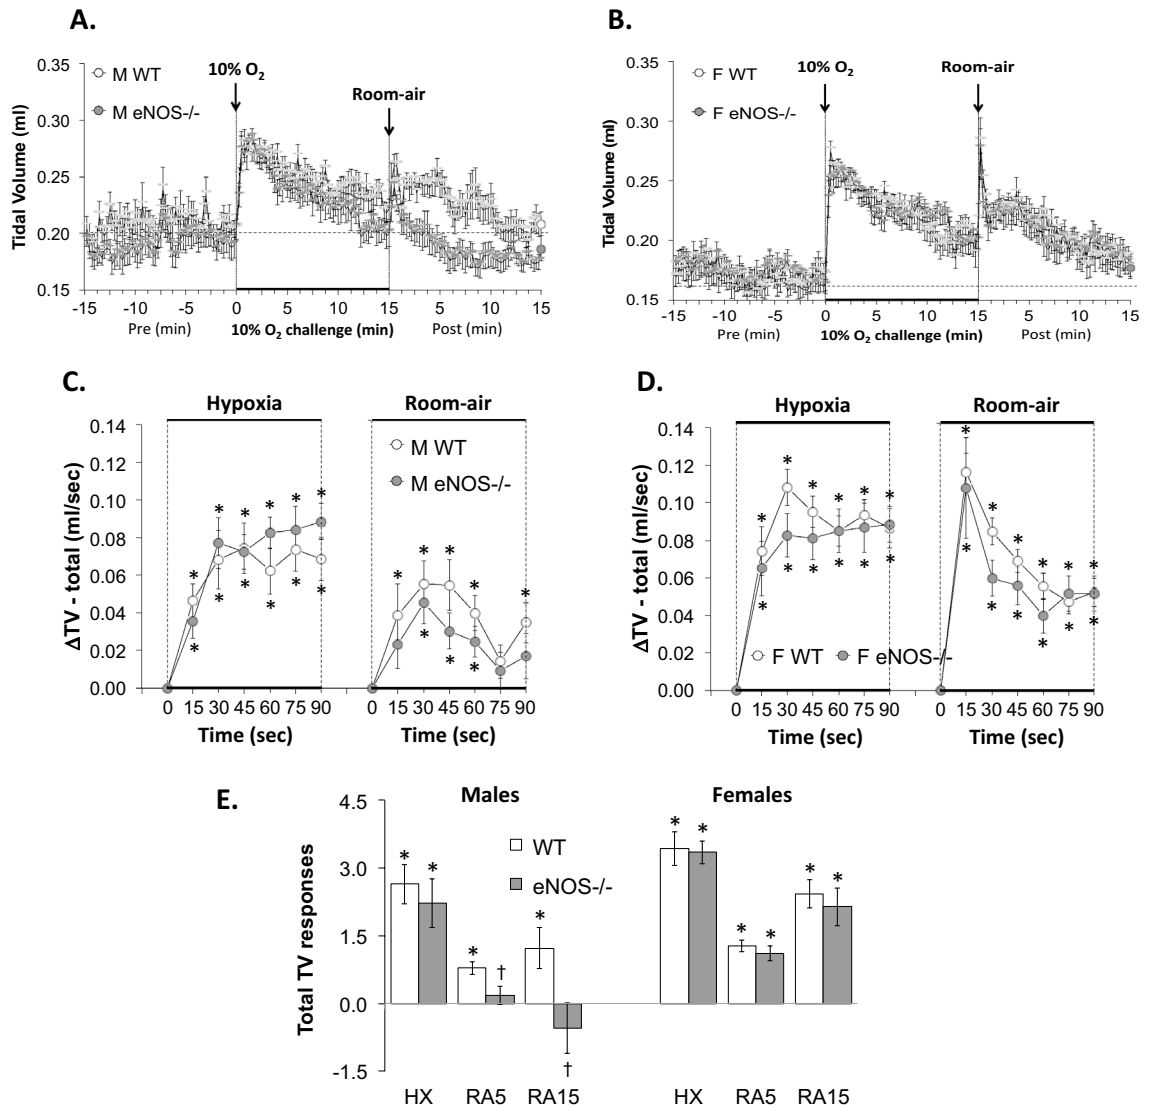 A.
B.
M WT
M eNOS-/-
10% O2
Room-air
Tidal Volume (ml)
0.35
0.30
0.25
0.20
0.15
-15 -10 -5 0 5 10 15 5 10 15
Pre (min) 10% O2 challenge (min) Post (min)
F WT
F eNOS-/-
10% O2
Room-air
Tidal Volume (ml)
0.35
0.30
0.25
0.20
0.15
-15 -10 -5 0 5 10 15 5 10 15
Pre (min) 10% O2 challenge (min) Post (min)
C.
Hypoxia Room-air
M WT
M eNOS-/-
ΔTV - total (ml/sec)
0.14
0.12
0.10
0.08
0.06
0.04
0.02
0.00
* * * * * *
* * * * * *
* * * * *
* * *
0 15 30 45 60 75 90 0 15 30 45 60 75 90
Time (sec) Time (sec)
D.
Hypoxia Room-air
ΔTV - total (ml/sec)
0.14
0.12
0.10
0.08
0.06
0.04
0.02
0.00
* * * * * *
* * * * * *
* * * * * *
* * * * * *
F WT F eNOS-/-
0 15 30 45 60 75 90 0 15 30 45 60 75 90
Time (sec) Time (sec)
E.
Males Females
WT
eNOS-/-
Total TV responses
4.5
3.0
1.5
0.0
-1.5
* * * † * †
* * * * * *
HX RA5 RA15 HX RA5 RA15